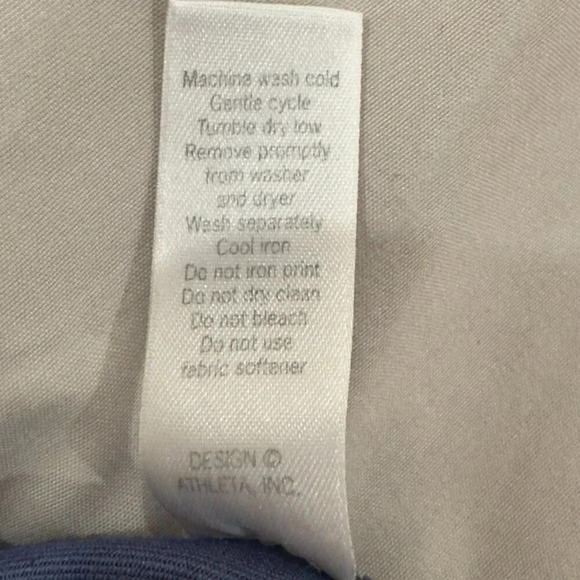 Machine wash cold
Gentle cycle
Tumble dry low
Remove promptly
from washer
and dryer
Wash separately
Cool iron
Do not iron print
Do not dry clean
Do not bleach
Do not use
fabric softener
DESIGN ©
ATHLETA, INC.